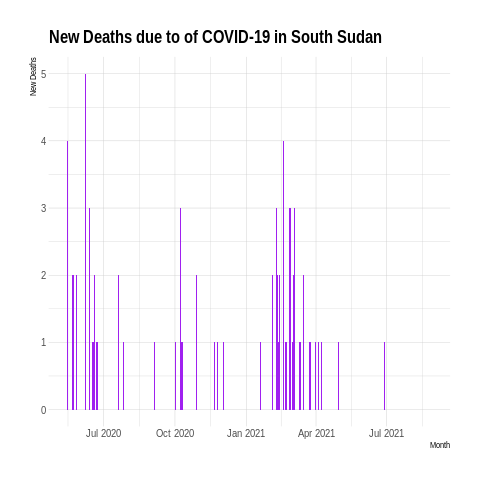 New Deaths due to of COVID-19 in South Sudan
New Deaths
5
4
3
2
1
0
Jul 2020 Oct 2020 Jan 2021 Apr 2021 Jul 2021
Month